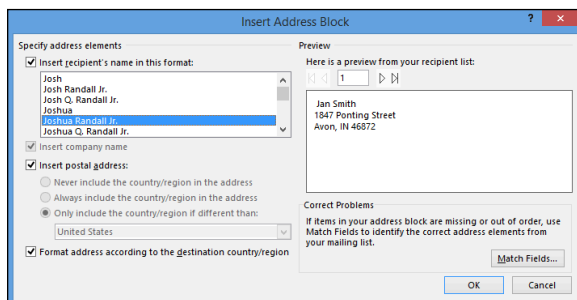 Insert Address Block
? ×
Specify address elements
Insert recipient's name in this format:
Josh
Josh Randall Jr.
Josh Q. Randall Jr.
Joshua
Joshua Randall Jr.
Joshua Q. Randall Jr.
Insert company name
Insert postal address:
Never include the country/region in the address
Always include the country/region in the address
Only include the country/region if different than:
United States
Format address according to the destination country/region
Preview
Here is a preview from your recipient list:
1
Jan Smith
1847 Ponting Street
Avon, IN 46872
Correct Problems
If items in your address block are missing or out of order, use
Match Fields to identify the correct address elements from
your mailing list.
Match Fields...
OK Cancel